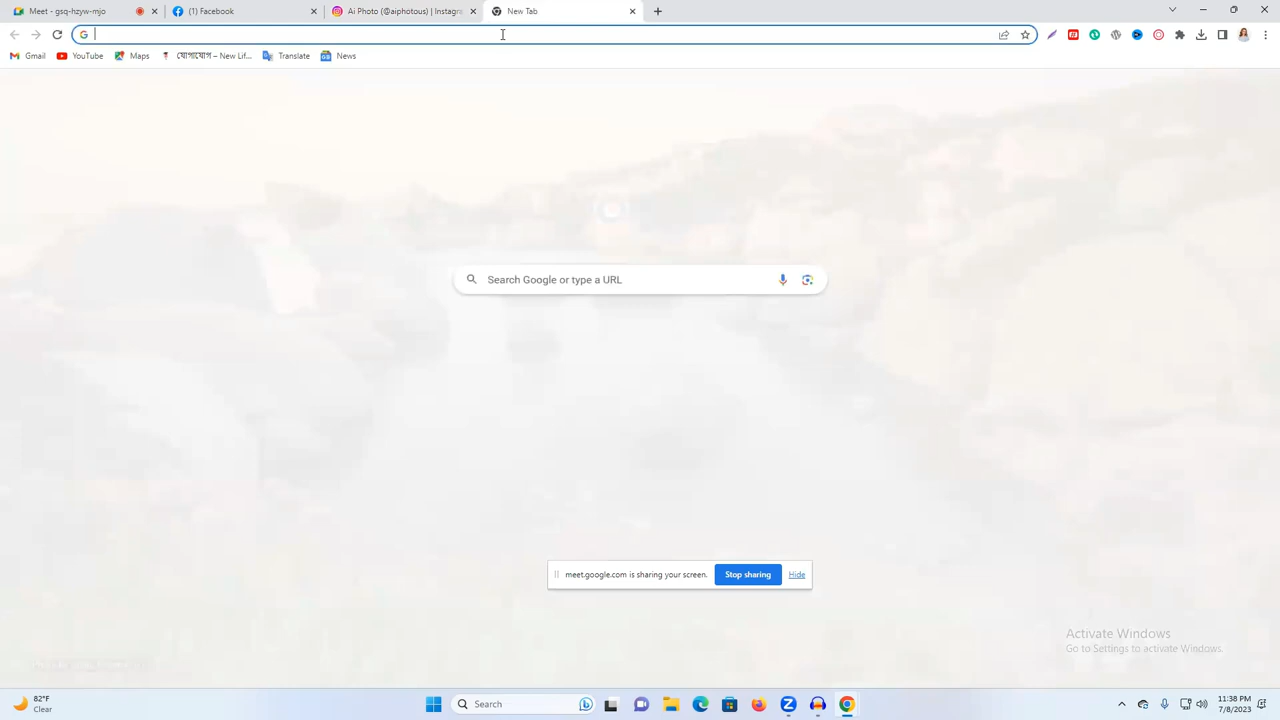 Meet - gsq-hzyw-mjo
(1) Facebook
Ai Photo (@aiphotous) | Instagra
New Tab
Gmail
YouTube
Maps
যোগাযোগ – New Lif...
Translate
News
Search Google or type a URL
meet.google.com is sharing your screen.
Stop sharing
Hide
Activate Windows
Go to Settings to activate Windows.
82°F
Clear
Search
11:38 PM
7/8/2023